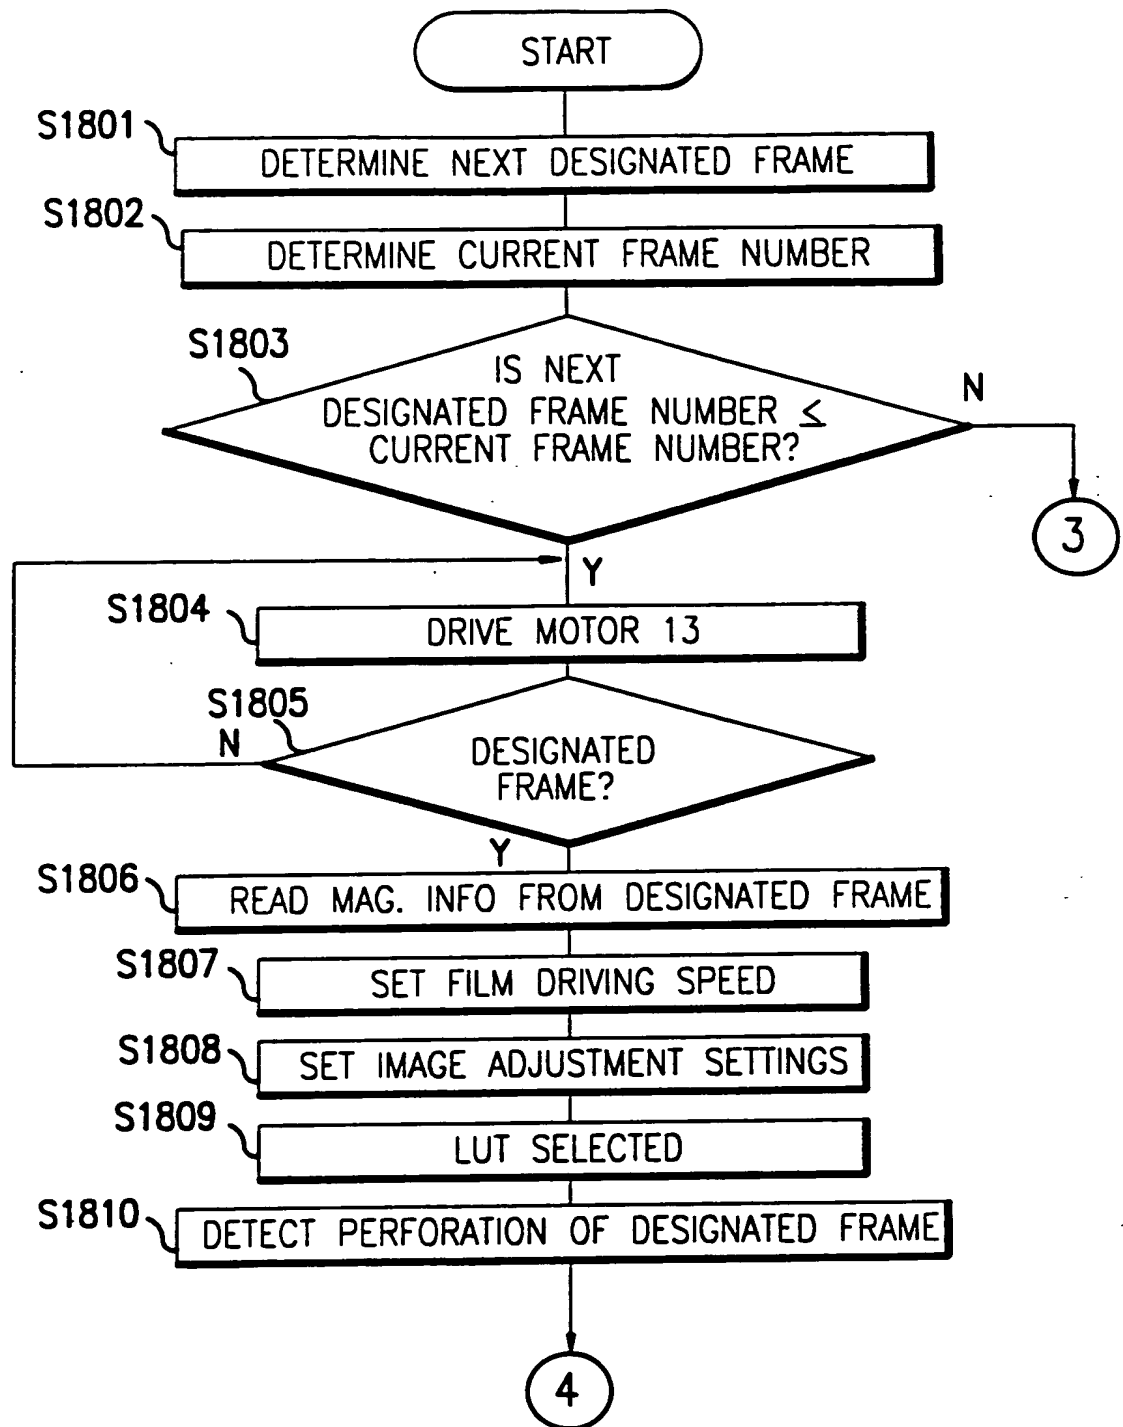 START
S1801
DETERMINE NEXT DESIGNATED FRAME
S1802
DETERMINE CURRENT FRAME NUMBER
S1803
IS NEXT
DESIGNATED FRAME NUMBER ≤
CURRENT FRAME NUMBER?
N
3
Y
S1804
DRIVE MOTOR 13
S1805
N
DESIGNATED
FRAME?
Y
S1806
READ MAG. INFO FROM DESIGNATED FRAME
S1807
SET FILM DRIVING SPEED
S1808
SET IMAGE ADJUSTMENT SETTINGS
S1809
LUT SELECTED
S1810
DETECT PERFORATION OF DESIGNATED FRAME
4